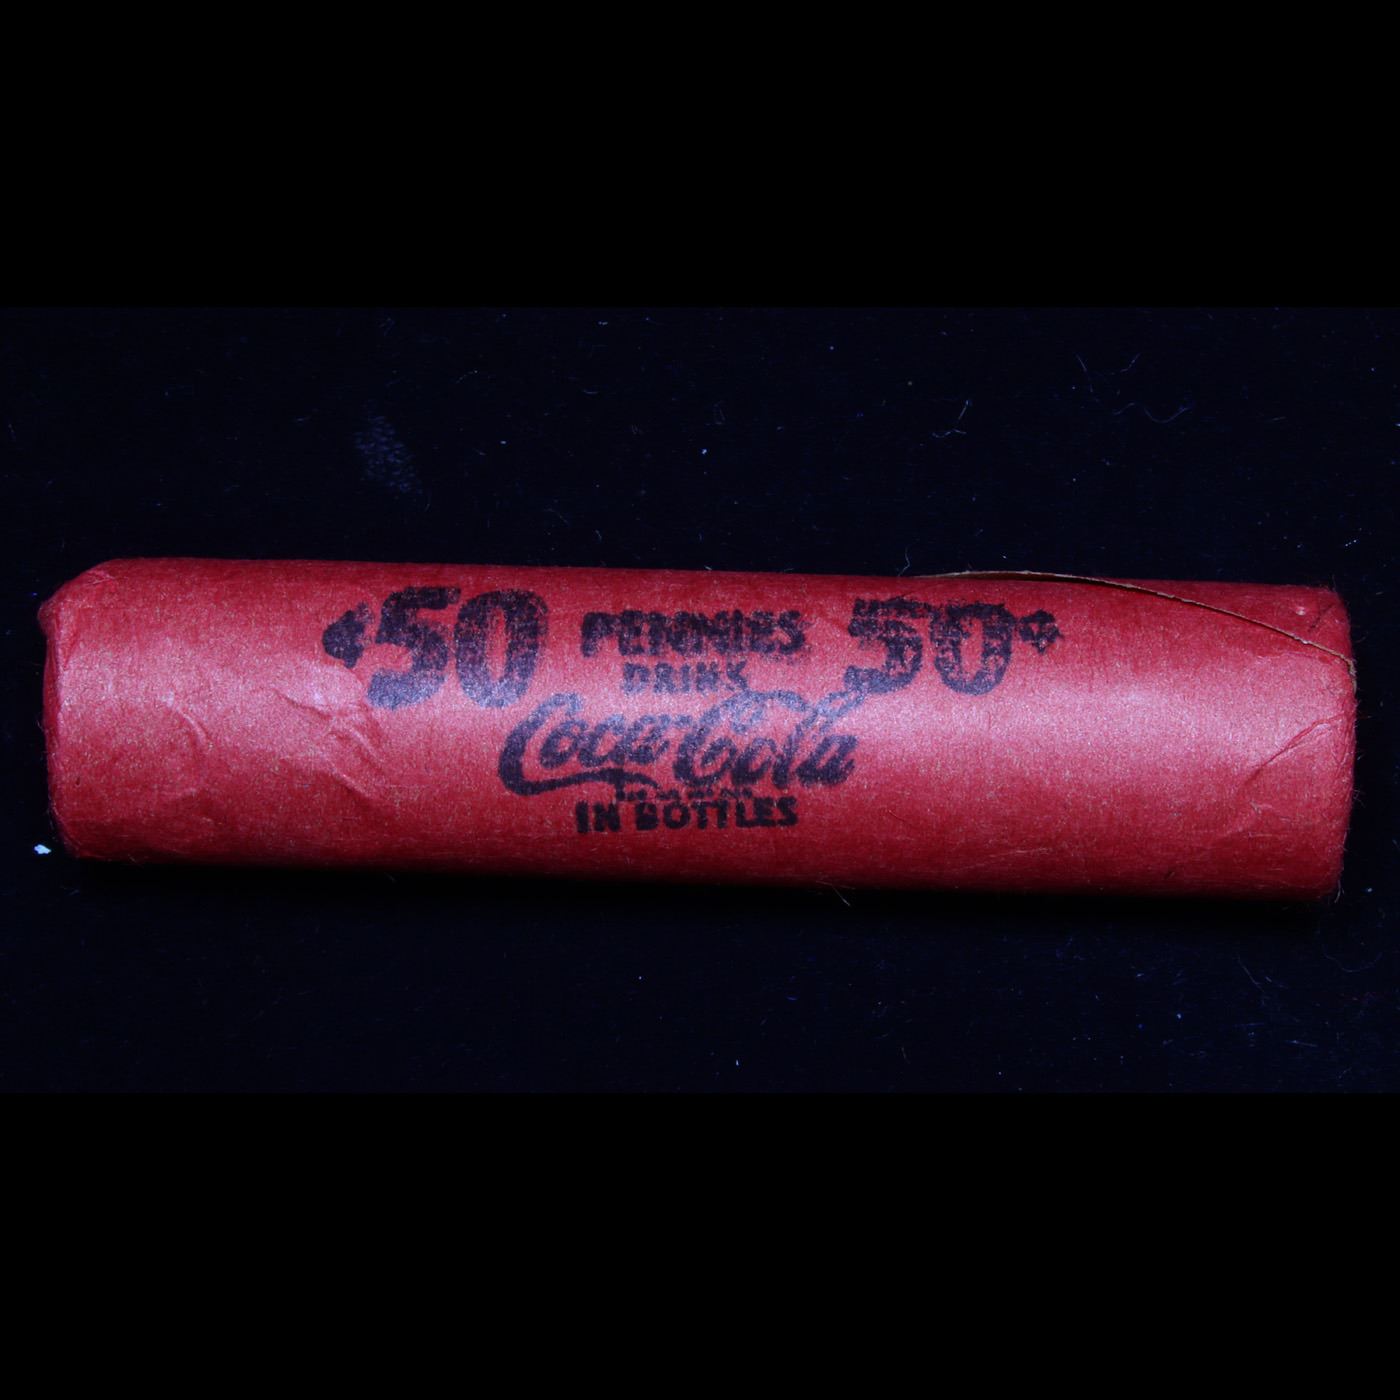 ¢50 PENNIES 50¢
DRINK
Coca-Cola
IN BOTTLES